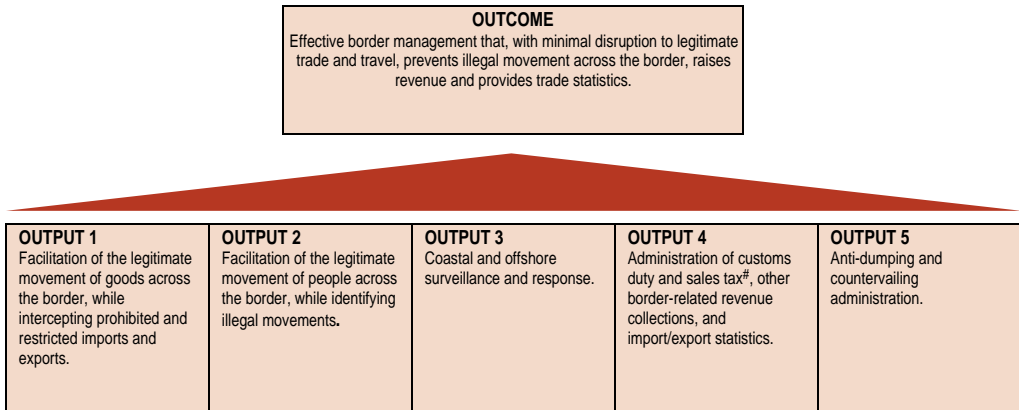 OUTCOME
Effective border management that, with minimal disruption to legitimate
trade and travel, prevents illegal movement across the border, raises
revenue and provides trade statistics.
OUTPUT 1
Facilitation of the legitimate
movement of goods across
the border, while
intercepting prohibited and
restricted imports and
exports.
OUTPUT 2
Facilitation of the legitimate
movement of people across
the border, while identifying
illegal movements.
OUTPUT 3
Coastal and offshore
surveillance and response.
OUTPUT 4
Administration of customs
duty and sales tax#, other
border-related revenue
collections, and
import/export statistics.
OUTPUT 5
Anti-dumping and
countervailing
administration.